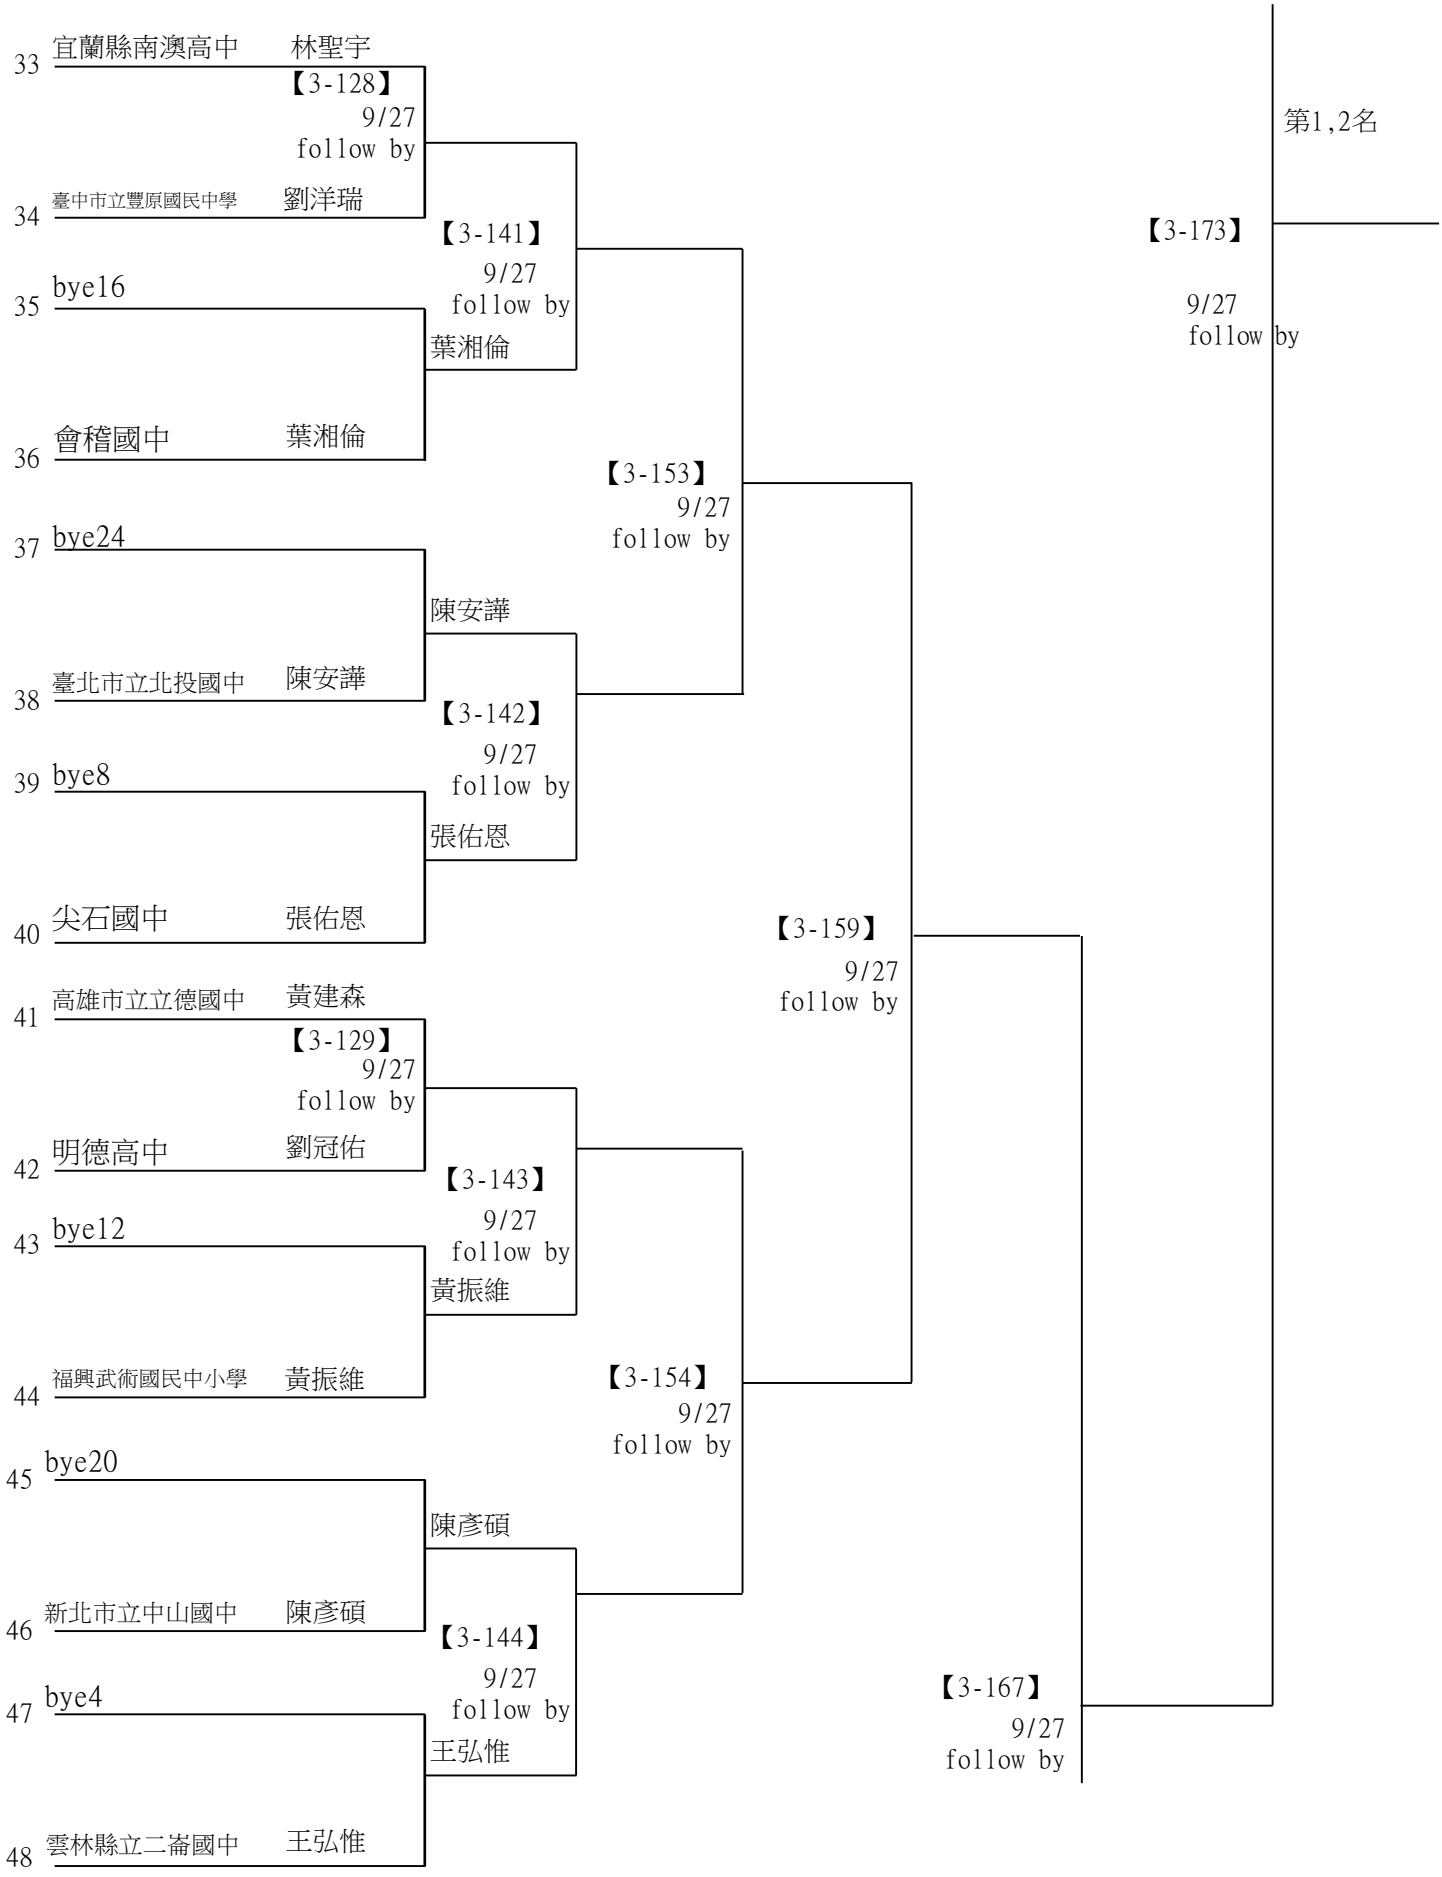 33 宜蘭縣南澳高中 林聖宇
【3-128】
9/27
follow by
34 臺中市立豐原國民中學 劉洋瑞
【3-141】
9/27
follow by
35 bye16
葉湘倫
36 會稽國中 葉湘倫
【3-153】
9/27
follow by
37 bye24
陳安譁
38 臺北市立北投國中 陳安譁
【3-142】
9/27
follow by
39 bye8
張佑恩
40 尖石國中 張佑恩
【3-159】
9/27
follow by
41 高雄市立立德國中 黃建森
【3-129】
9/27
follow by
42 明德高中 劉冠佑
【3-143】
9/27
follow by
43 bye12
黃振維
44 福興武術國民中小學 黃振維
【3-154】
9/27
follow by
45 bye20
陳彥碩
46 新北市立中山國中 陳彥碩
【3-144】
9/27
follow by
47 bye4
王弘惟
48 雲林縣立二崙國中 王弘惟
【3-167】
9/27
follow by
第1,2名
【3-173】
9/27
follow by